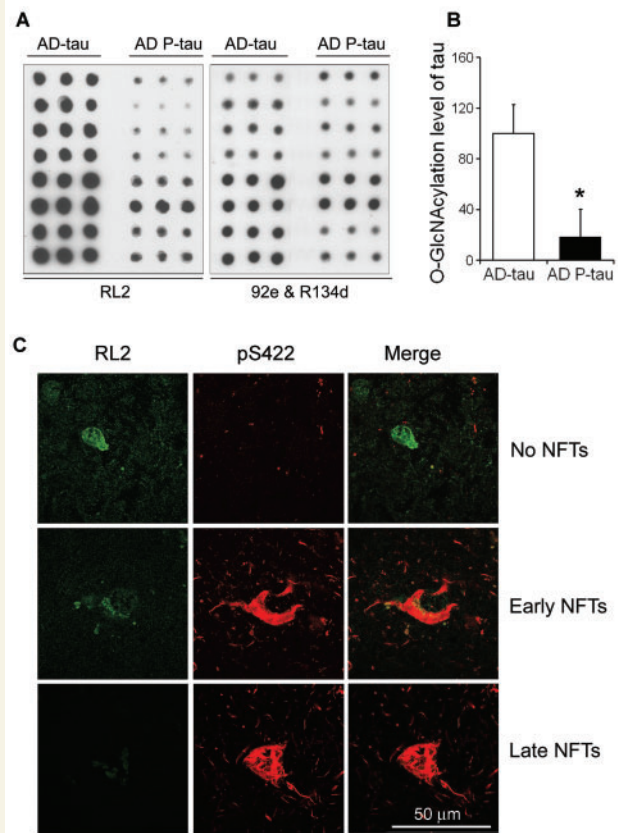 A
AD-tau AD P-tau AD-tau AD P-tau
RL2 92e & R134d
B
O-GlcNAcylation level of tau
160
120
80
40
0
*
AD-tau AD P-tau
C
RL2 pS422 Merge
No NFTs
Early NFTs
Late NFTs
50 µm